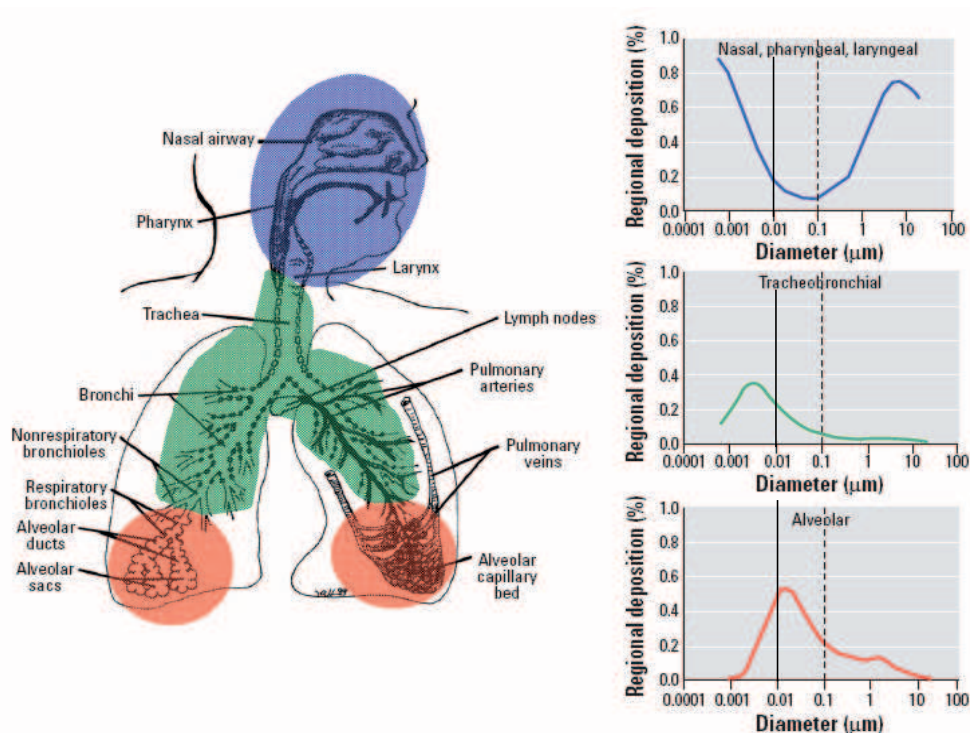 Nasal airway
Pharynx
Larynx
Trachea
Lymph nodes
Bronchi
Pulmonary
arteries
Nonrespiratory
bronchioles
Pulmonary
veins
Respiratory
bronchioles
Alveolar
ducts
Alveolar
sacs
Alveolar
capillary
bed
Regional deposition (%)
Nasal, pharyngeal, laryngeal
1.0
0.8
0.6
0.4
0.2
0.0
0.0001 0.001 0.01 0.1 1 10 100
Diameter (μm)
Regional deposition (%)
Tracheobronchial
1.0
0.8
0.6
0.4
0.2
0.0
0.0001 0.001 0.01 0.1 1 10 100
Diameter (μm)
Regional deposition (%)
Alveolar
1.0
0.8
0.6
0.4
0.2
0.0
0.0001 0.001 0.01 0.1 1 10 100
Diameter (μm)